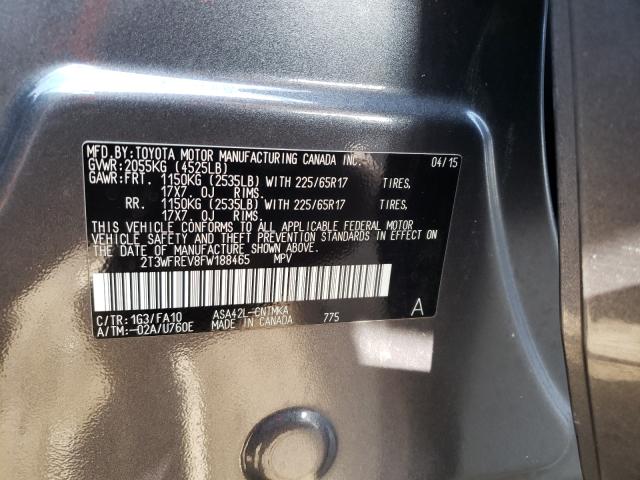 MFD.BY:TOYOTA MOTOR MANUFACTURING CANADA INC. 04/15
GVWR:2055KG (4525LB)
GAWR:FRT. 1150KG (2535LB) WITH 225/65R17 TIRES,
17X7. OJ RIMS.
RR. 1150KG (2535LB) WITH 225/65R17 TIRES,
17X7. OJ RIMS.
THIS VEHICLE CONFORMS TO ALL APPLICABLE FEDERAL MOTOR
VEHICLE SAFETY AND THEFT PREVENTION STANDARDS IN EFFECT ON
THE DATE OF MANUFACTURE SHOWN ABOVE.
2T3WFREV8FW188465 MPV
C/TR:1G3/FA10 ASA42L-CNTMKA 775 A
A/TM:-02A/U760E MADE IN CANADA